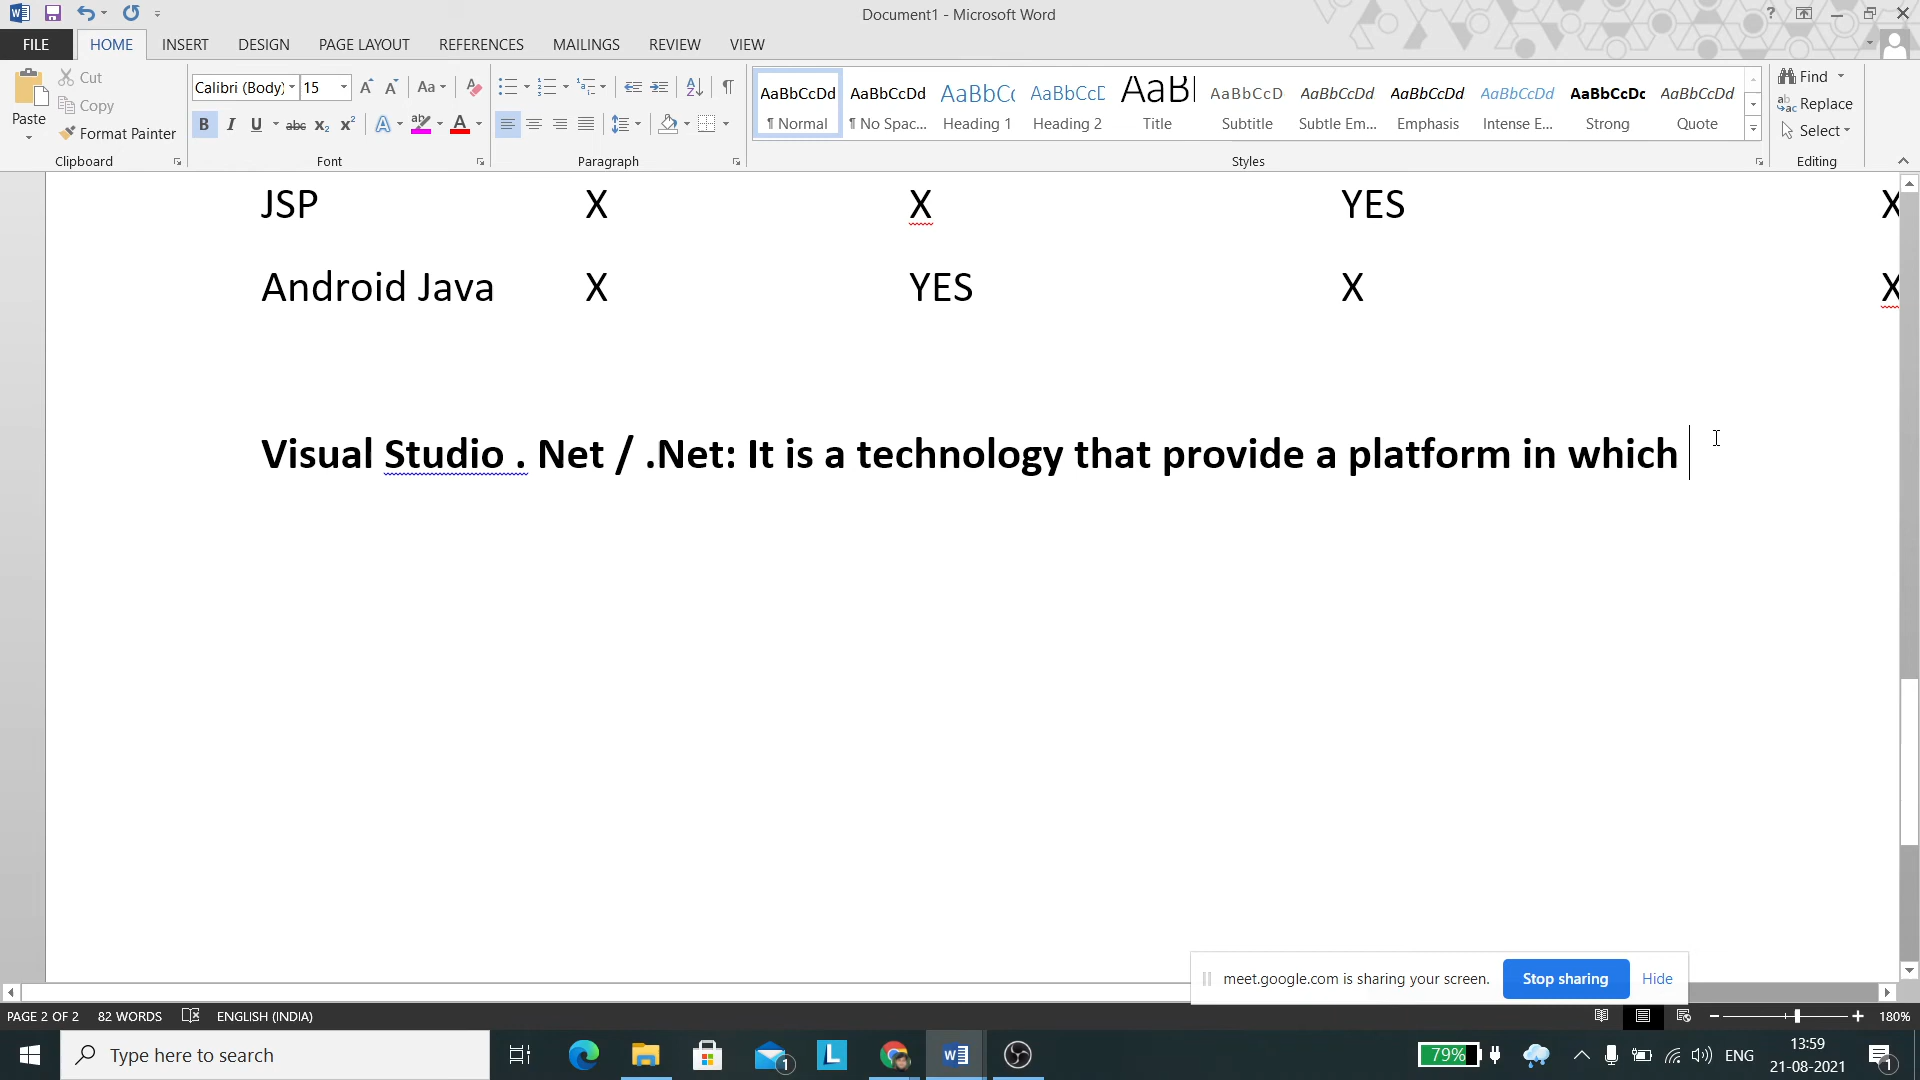 Document1 - Microsoft Word
FILE HOME INSERT DESIGN PAGE LAYOUT REFERENCES MAILINGS REVIEW VIEW
Paste
Cut
Copy
Format Painter
Clipboard
Calibri (Body) 15
Font
Paragraph
AaBbCcDd AaBbCcDd AaBbCc AaBbCcD AaB AaBbCcD AaBbCcDd AaBbCcDd AaBbCcDd AaBbCcDc AaBbCcDd
¶ Normal ¶ No Spac... Heading 1 Heading 2 Title Subtitle Subtle Em... Emphasis Intense E... Strong Quote
Styles
Find
Replace
Select
Editing
JSP X X YES X
Android Java X YES X X
Visual Studio . Net / .Net: It is a technology that provide a platform in which
meet.google.com is sharing your screen. Stop sharing Hide
PAGE 2 OF 2 82 WORDS ENGLISH (INDIA) 180%
Type here to search
79%
ENG
13:59
21-08-2021